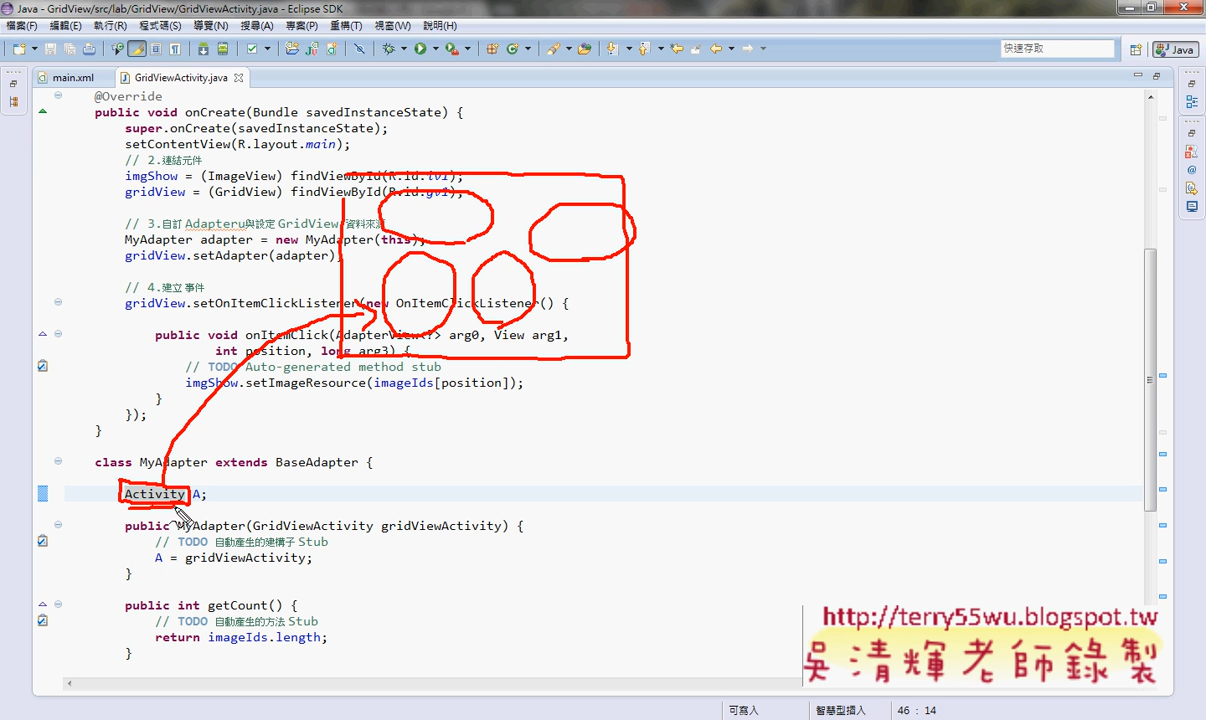 Java - GridView/src/lab/GridView/GridViewActivity.java - Eclipse SDK
檔案(F) 編輯(E) 執行(R) 程式碼(S) 導覽(N) 搜尋(A) 專案(P) 重構(T) 視窗(W) 說明(H)
快速存取
Java
main.xml
GridViewActivity.java
@Override
public void onCreate(Bundle savedInstanceState) {
super.onCreate(savedInstanceState);
setContentView(R.layout.main);
// 2.連結元件
imgShow = (ImageView) findViewById(R.id.iv1);
gridView = (GridView) findViewById(R.id.gv1);
// 3.自訂 Adapteru與設定 GridView 資料來源
MyAdapter adapter = new MyAdapter(this);
gridView.setAdapter(adapter);
// 4.建立 事件
gridView.setOnItemClickListener(new OnItemClickListener() {
public void onItemClick(AdapterView<?> arg0, View arg1,
int position, long arg3) {
// TODO Auto-generated method stub
imgShow.setImageResource(imageIds[position]);
}
});
}
class MyAdapter extends BaseAdapter {
Activity A;
public MyAdapter(GridViewActivity gridViewActivity) {
// TODO 自動產生的建構子 Stub
A = gridViewActivity;
}
public int getCount() {
// TODO 自動產生的方法 Stub
return imageIds.length;
}
http://terry55wu.blogspot.tw
吳清輝老師錄製
可寫入
智慧型插入
46 : 14